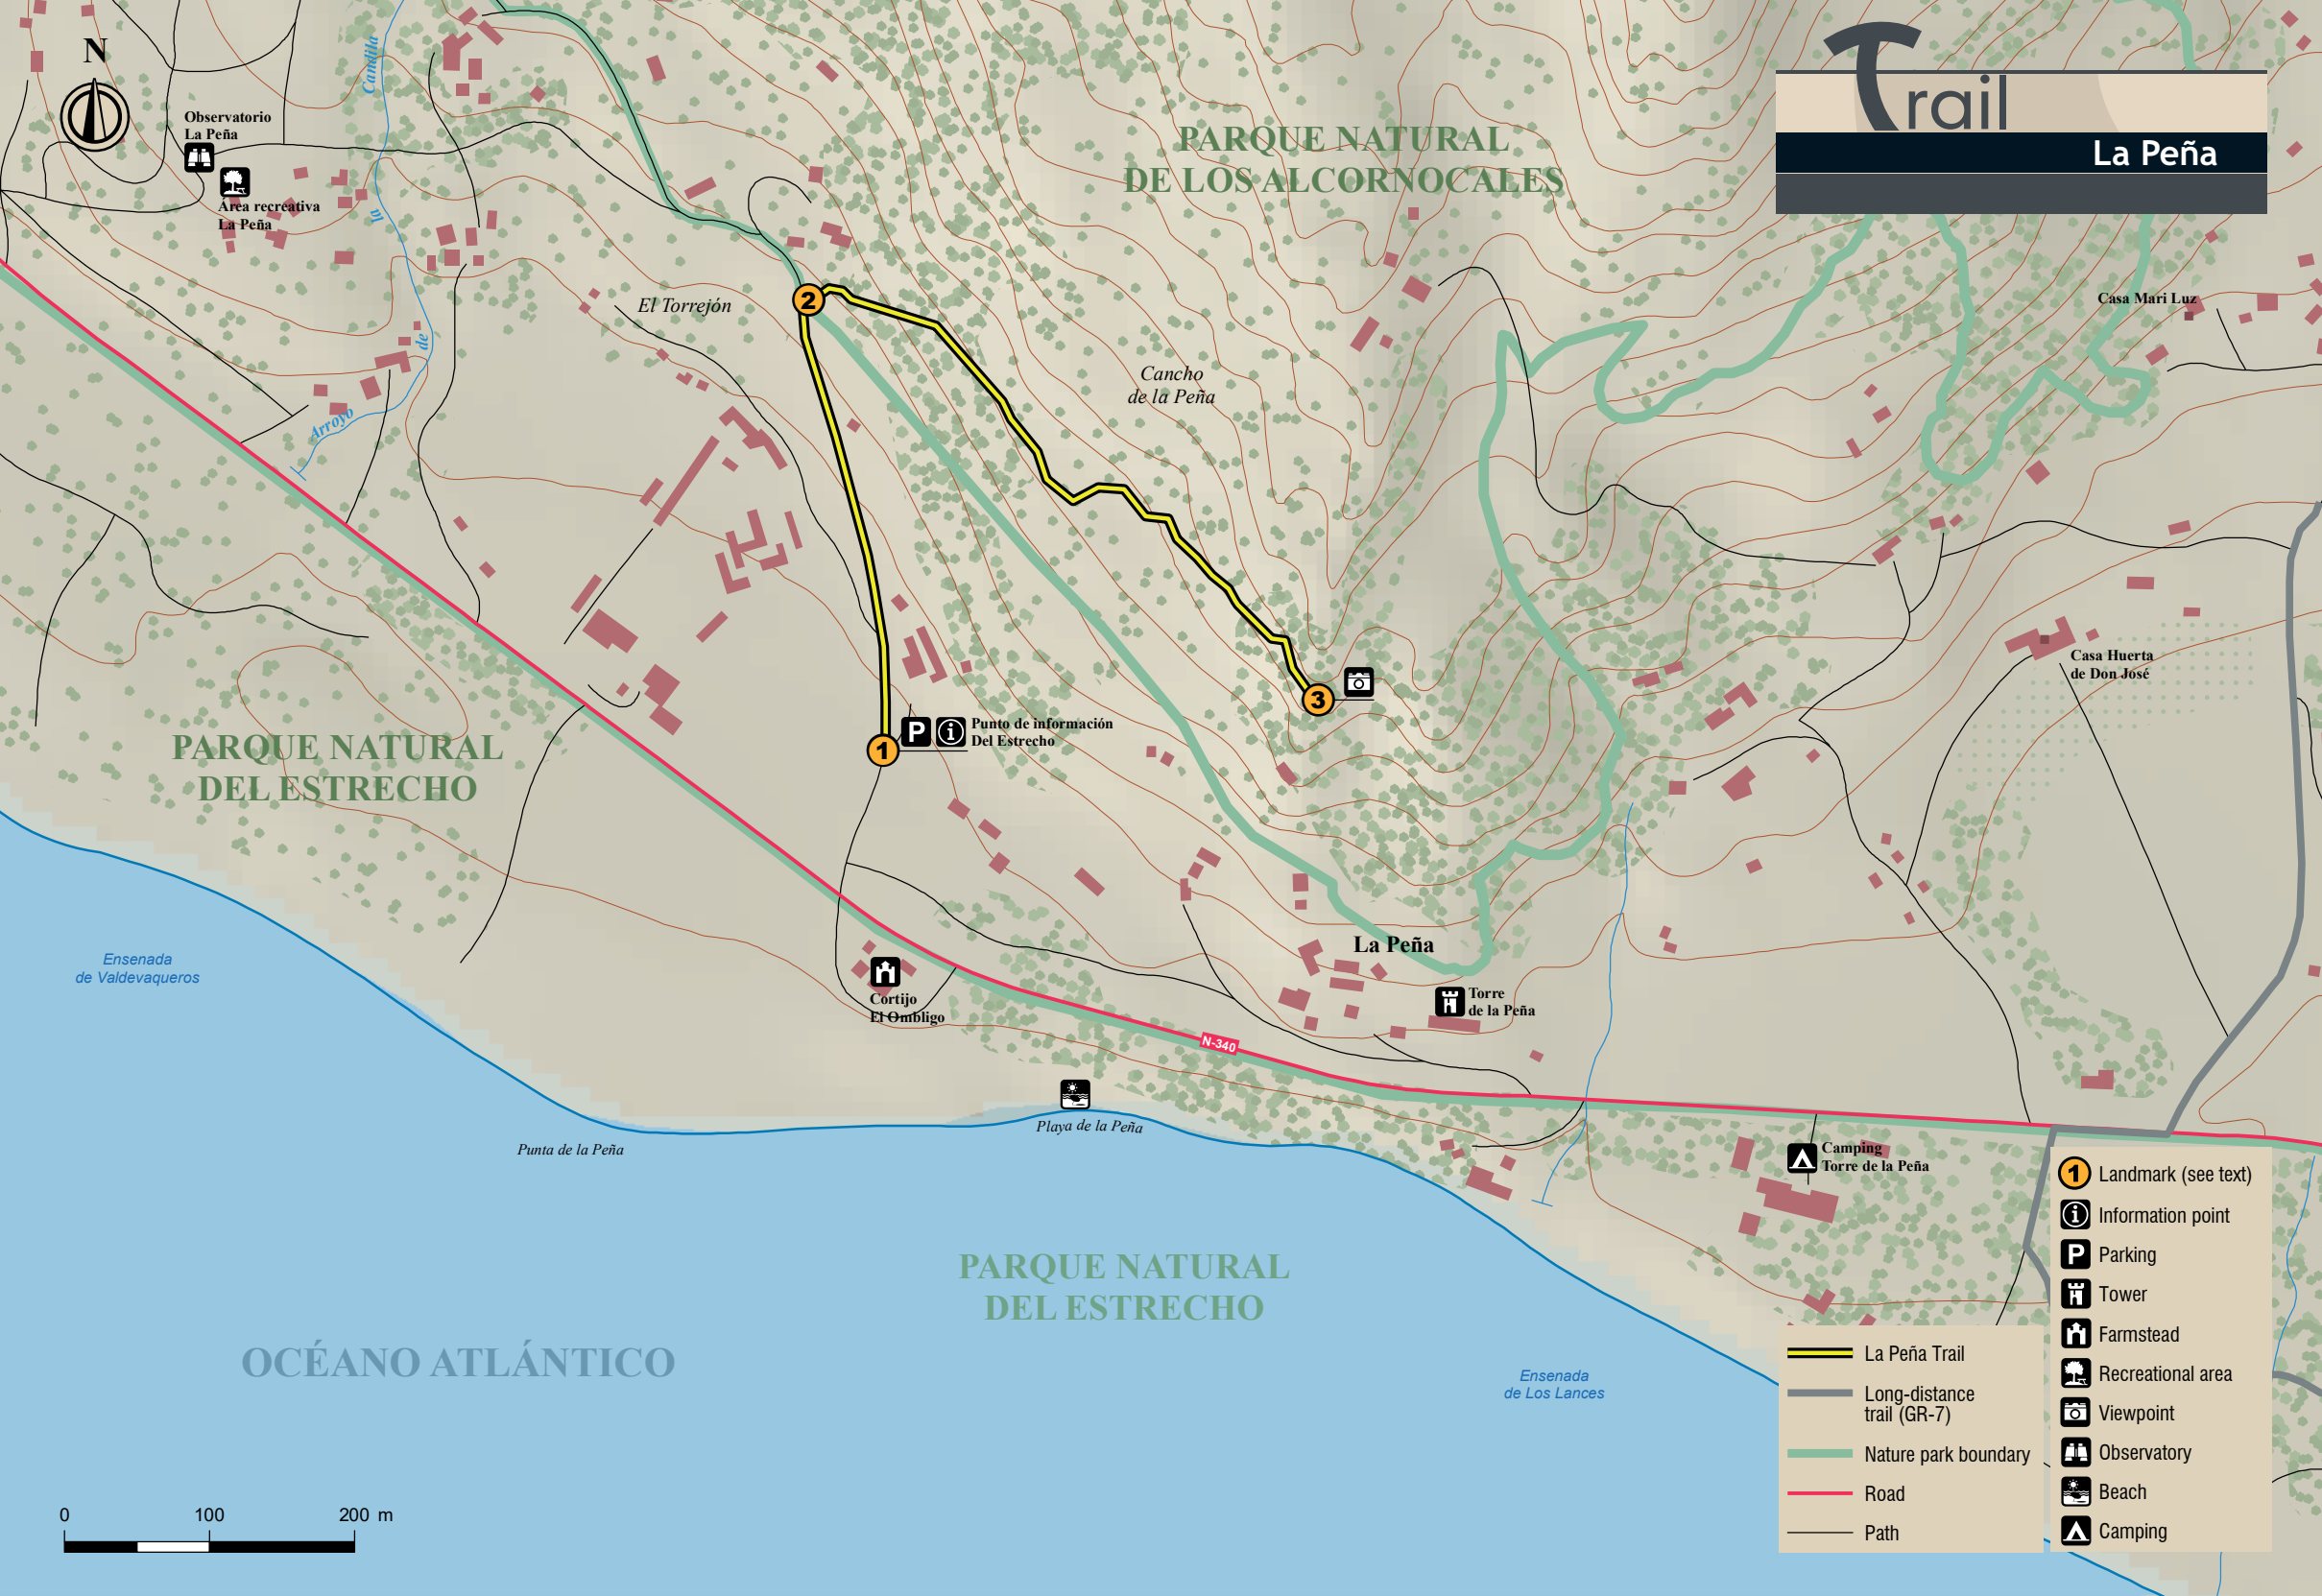 N
Trail
La Peña
Observatorio
La Peña
Área recreativa
La Peña
Arroyo de la Candila
PARQUE NATURAL
DE LOS ALCORNOCALES
El Torrejón
2
Cancho
de la Peña
Casa Mari Luz
Casa Huerta
de Don José
3
1
P
i
Punto de información
Del Estrecho
PARQUE NATURAL
DEL ESTRECHO
La Peña
Torre
de la Peña
Ensenada
de Valdevaqueros
Cortijo
El Ombligo
N-340
Playa de la Peña
Punta de la Peña
Camping
Torre de la Peña
PARQUE NATURAL
DEL ESTRECHO
OCÉANO ATLÁNTICO
Ensenada
de Los Lances
0 100 200 m
La Peña Trail
Long-distance
trail (GR-7)
Nature park boundary
Road
Path
1 Landmark (see text)
i Information point
P Parking
Tower
Farmstead
Recreational area
Viewpoint
Observatory
Beach
Camping